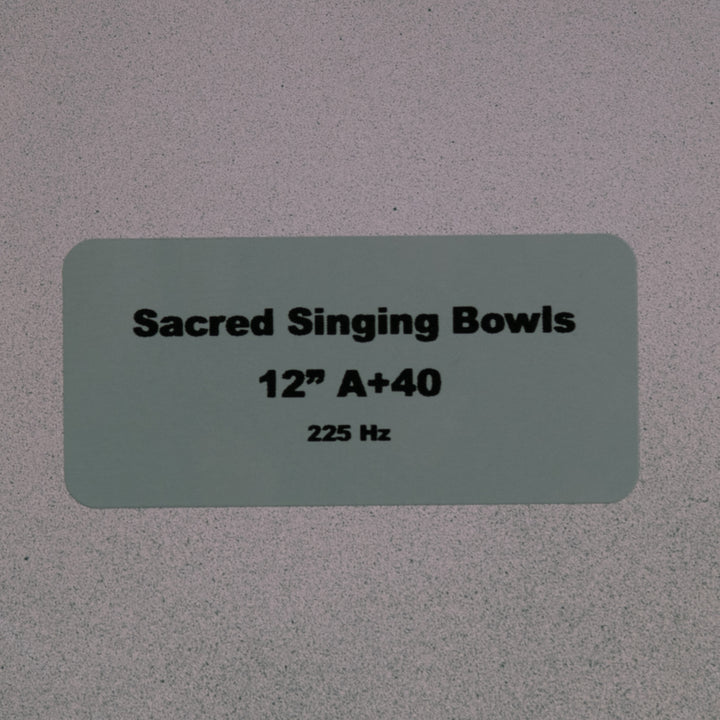 Sacred Singing Bowls
12” A+40
225 Hz